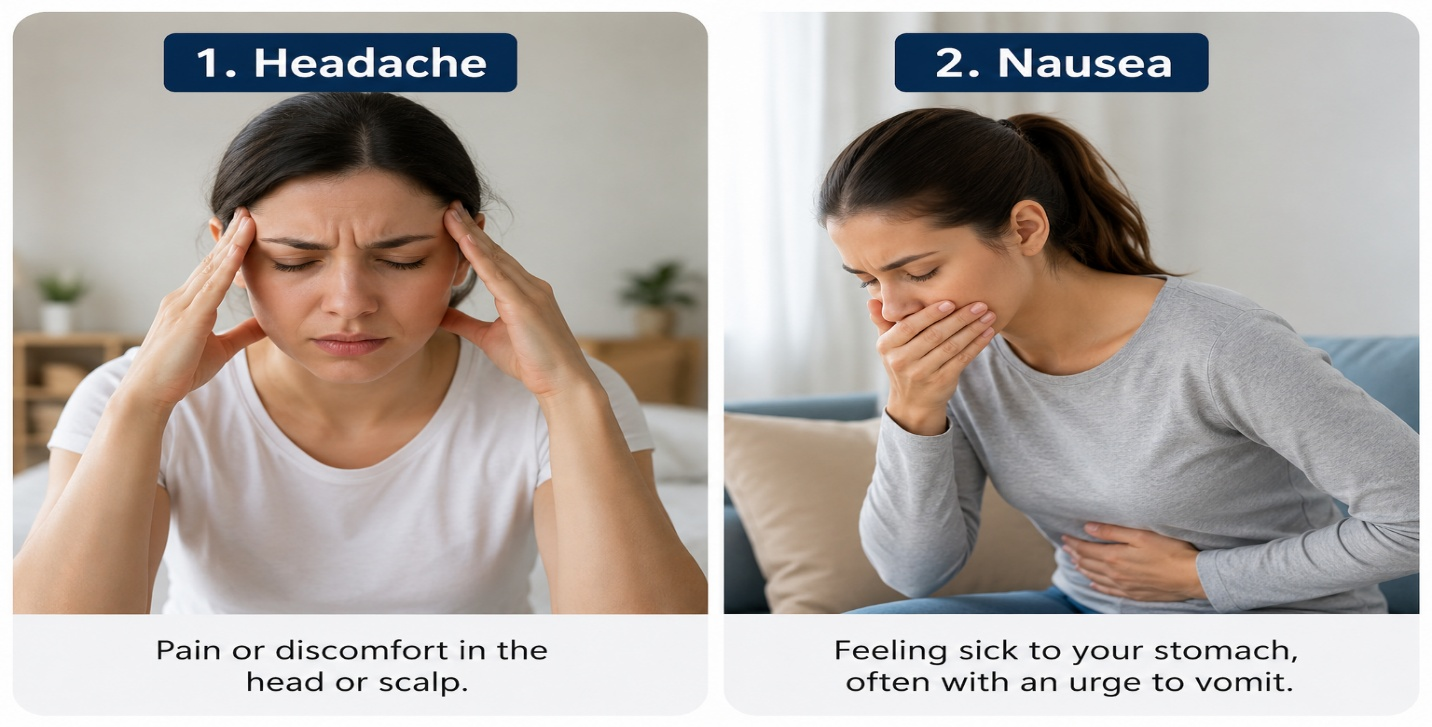 1. Headache
Pain or discomfort in the
head or scalp.
2. Nausea
Feeling sick to your stomach,
often with an urge to vomit.